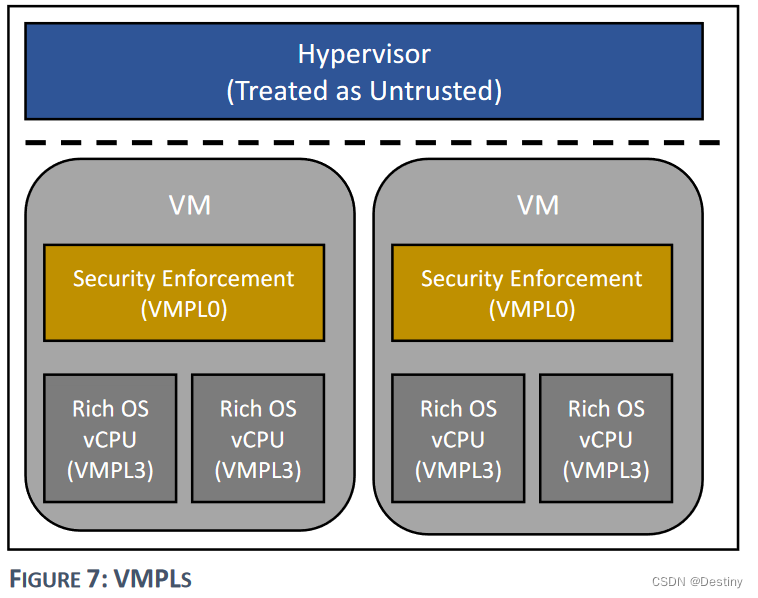 Hypervisor
(Treated as Untrusted)
VM
Security Enforcement
(VMPL0)
Rich OS
vCPU
(VMPL3)
Rich OS
vCPU
(VMPL3)
VM
Security Enforcement
(VMPL0)
Rich OS
vCPU
(VMPL3)
Rich OS
vCPU
(VMPL3)
FIGURE 7: VMPLS
CSDN @Destiny